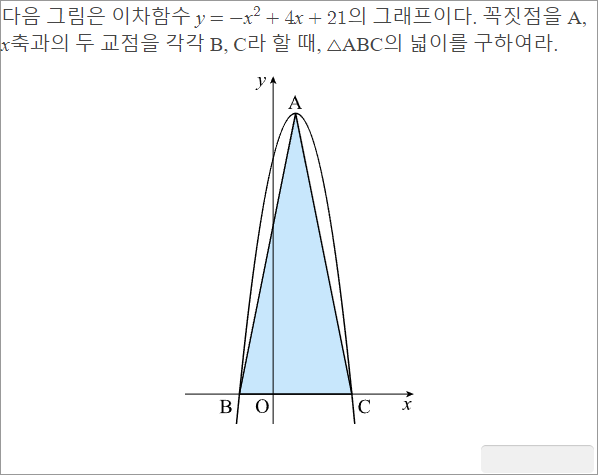 다음 그림은 이차함수 y = −x² + 4x + 21의 그래프이다. 꼭짓점을 A,
x축과의 두 교점을 각각 B, C라 할 때, △ABC의 넓이를 구하여라.
y
A
B
O
C
x